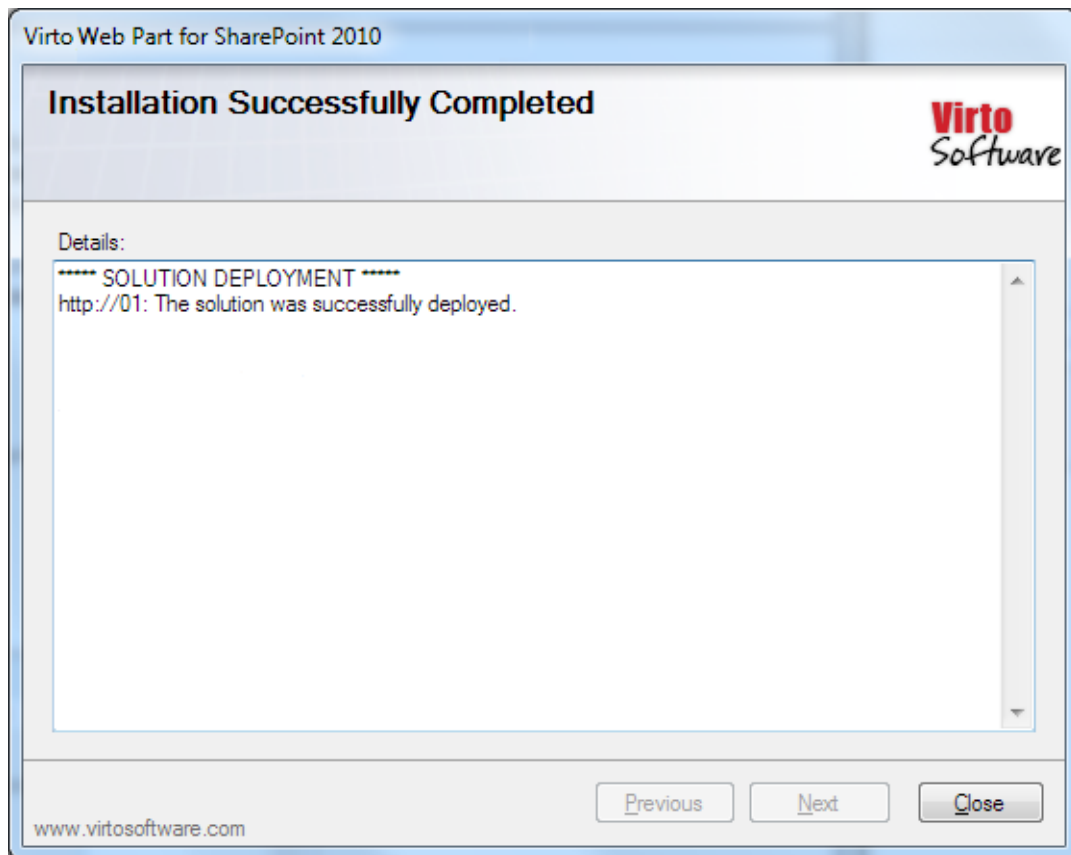 Virto Web Part for SharePoint 2010
Installation Successfully Completed
Virto
Software
Details:
***** SOLUTION DEPLOYMENT *****
http://01: The solution was successfully deployed.
Previous
Next
Close
www.virtosoftware.com